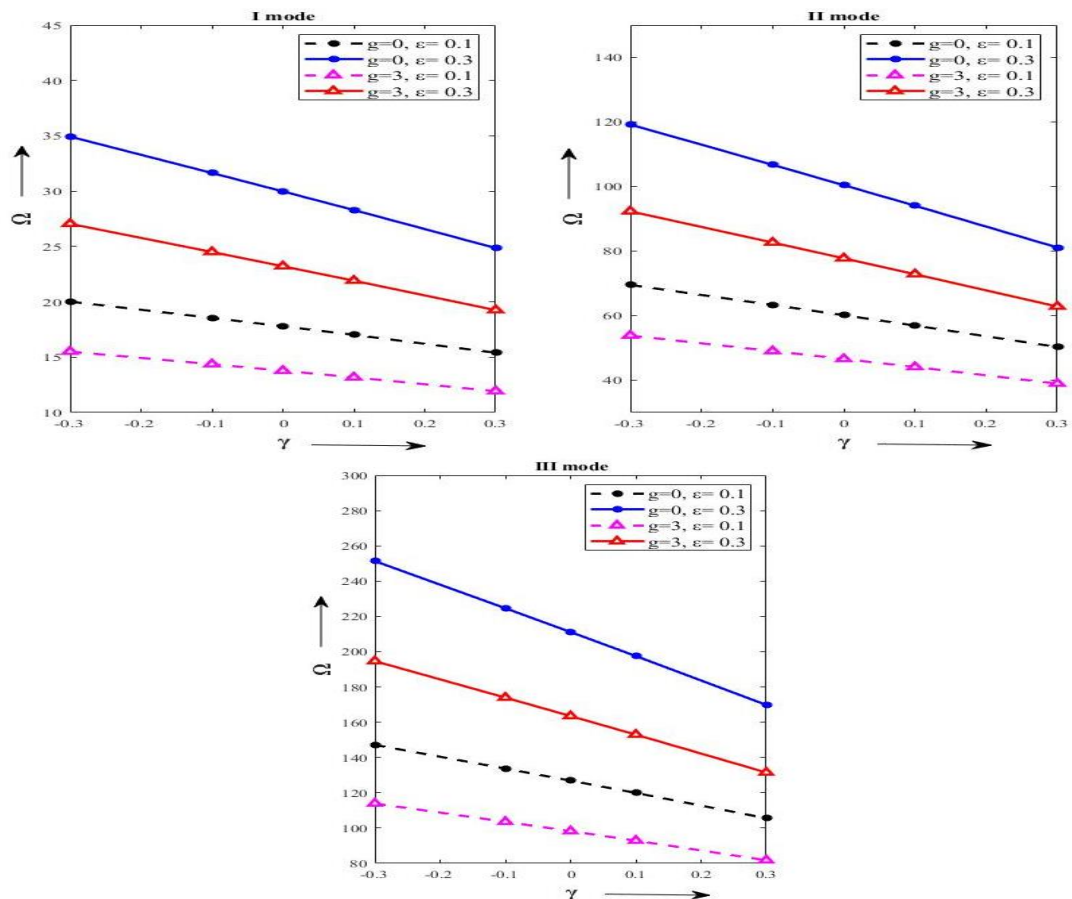 I mode
45
40
35
30
25
20
15
10
g=0, ε= 0.1
g=0, ε= 0.3
g=3, ε= 0.1
g=3, ε= 0.3
Ω
-0.3 -0.2 -0.1 0 0.1 0.2 0.3
γ
II mode
140
120
100
80
60
40
g=0, ε= 0.1
g=0, ε= 0.3
g=3, ε= 0.1
g=3, ε= 0.3
Ω
-0.3 -0.2 -0.1 0 0.1 0.2 0.3
γ
III mode
300
280
260
240
220
200
180
160
140
120
100
80
g=0, ε= 0.1
g=0, ε= 0.3
g=3, ε= 0.1
g=3, ε= 0.3
Ω
-0.3 -0.2 -0.1 0 0.1 0.2 0.3
γ